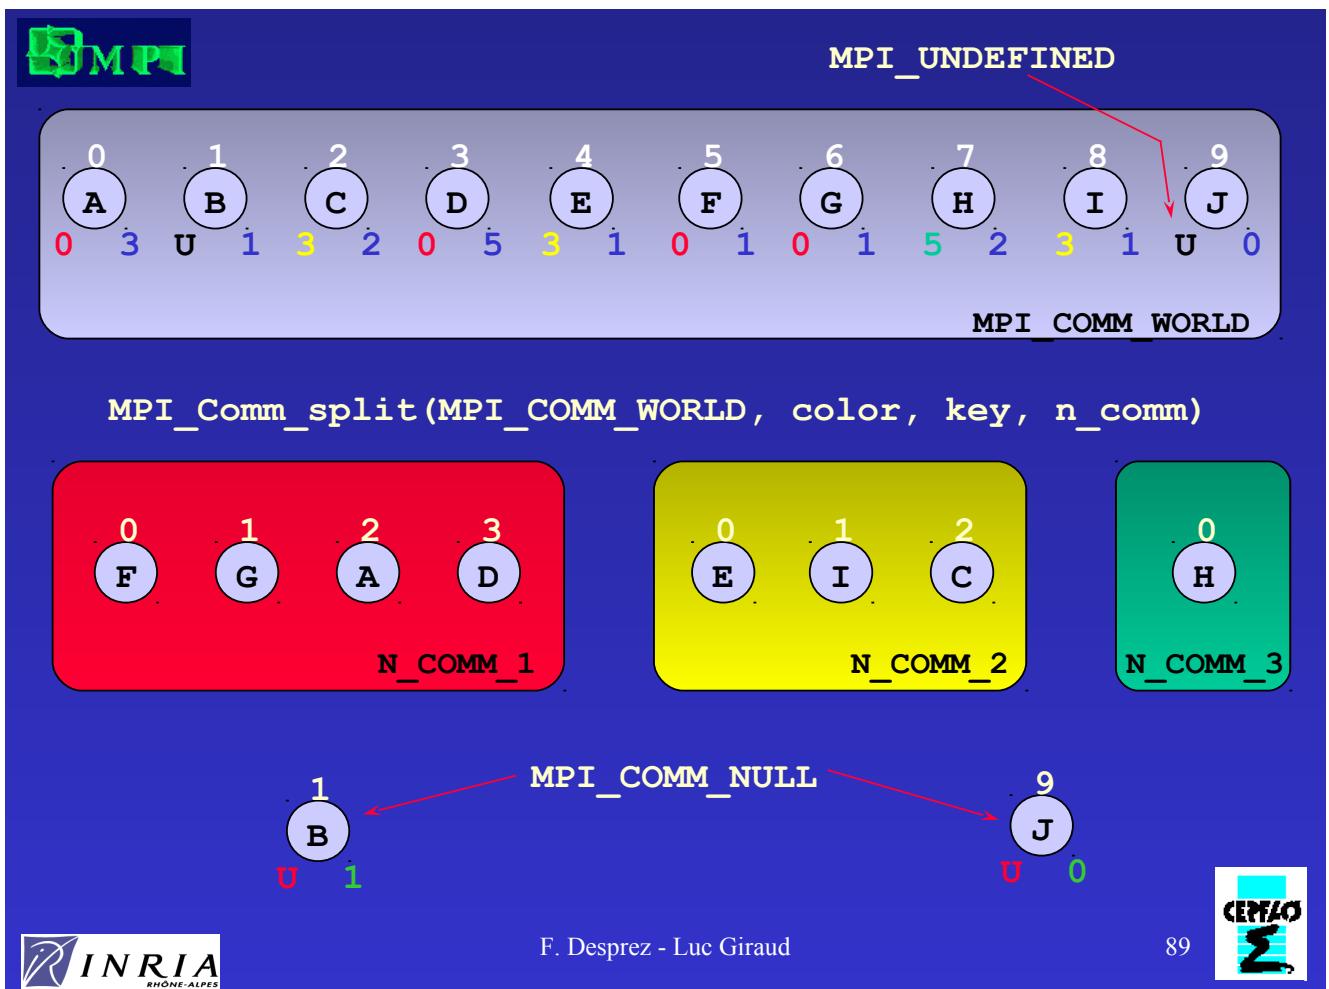 MPI
MPI_UNDEFINED
0 1 2 3 4 5 6 7 8 9
A B C D E F G H I J
0 3 U 1 3 2 0 5 3 1 0 1 0 1 5 2 3 1 U 0
MPI_COMM_WORLD
MPI_Comm_split(MPI_COMM_WORLD, color, key, n_comm)
0 1 2 3 0 1 2 0
F G A D E I C H
N_COMM_1 N_COMM_2 N_COMM_3
MPI_COMM_NULL
1 9
B J
U 1 U 0
F. Desprez - Luc Giraud
89
INRIA
RHÔNE-ALPES